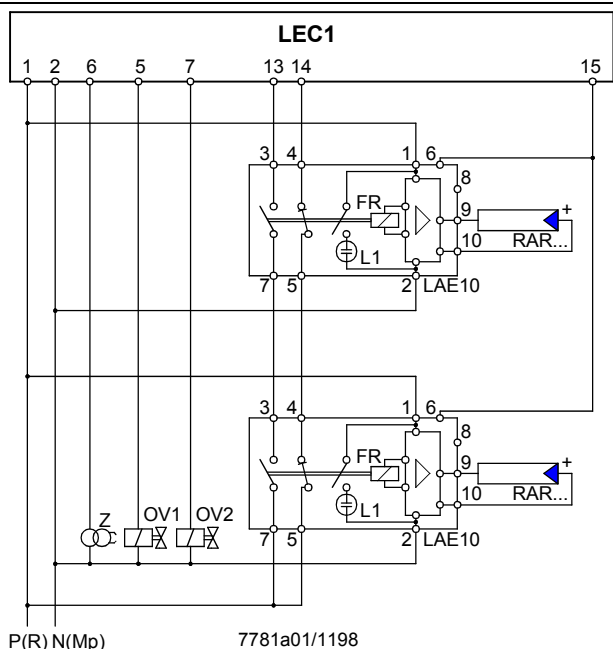 LEC1
1 2 6 5 7 13 14 15
3 4 1 6
8
FR
9 +
10 RAR...
L1
7 5 2 LAE10
3 4 1 6
8
FR
9 +
10 RAR...
L1
Z OV1 OV2
7 5 2 LAE10
P(R) N(Mp) 7781a01/1198